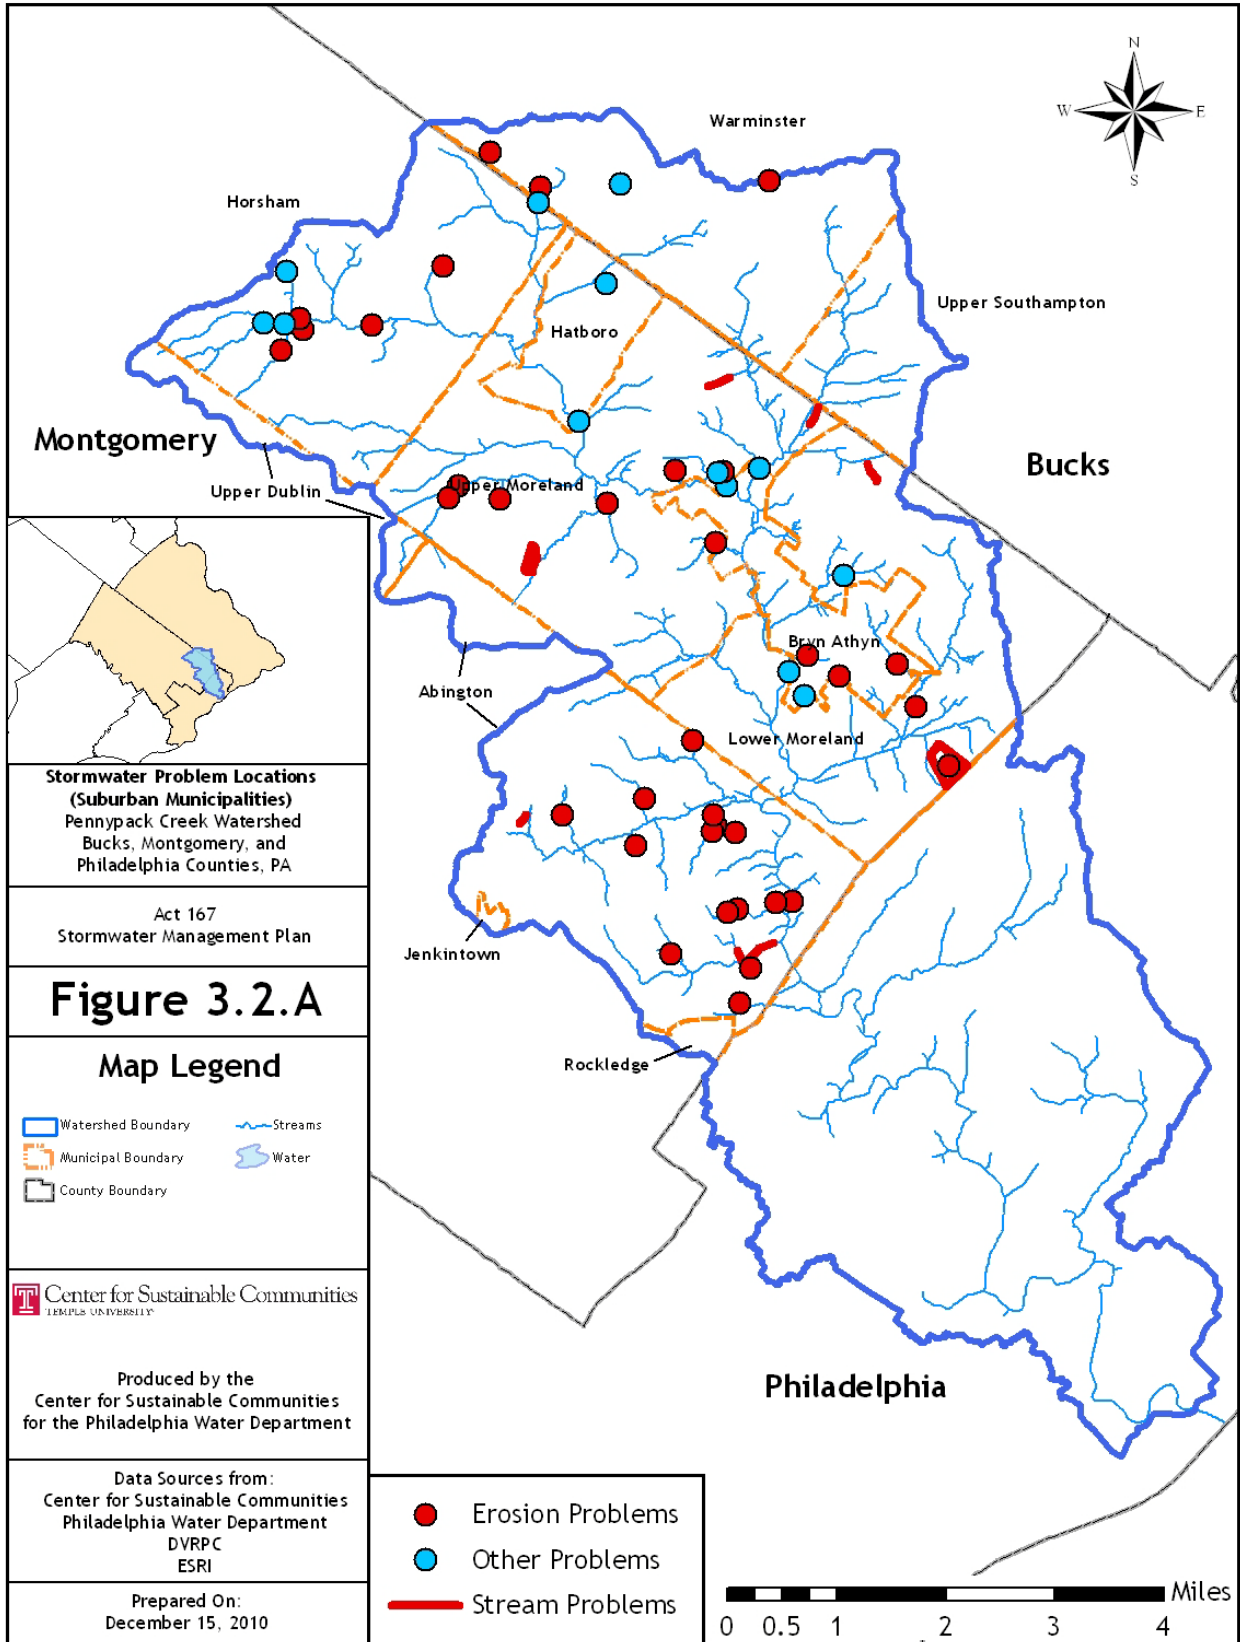 N
W
E
S
Warminster
Horsham
Upper Southampton
Hatboro
Montgomery
Bucks
Upper Dublin
Upper Moreland
Bryn Athyn
Abington
Lower Moreland
Jenkintown
Rockledge
Philadelphia
Stormwater Problem Locations
(Suburban Municipalities)
Pennypack Creek Watershed
Bucks, Montgomery, and
Philadelphia Counties, PA
Act 167
Stormwater Management Plan
Figure 3.2.A
Map Legend
Watershed Boundary
Streams
Municipal Boundary
Water
County Boundary
T Center for Sustainable Communities
TEMPLE UNIVERSITY
Produced by the
Center for Sustainable Communities
for the Philadelphia Water Department
Data Sources from:
Center for Sustainable Communities
Philadelphia Water Department
DVRPC
ESRI
Prepared On:
December 15, 2010
Erosion Problems
Other Problems
Stream Problems
Miles
0 0.5 1 2 3 4